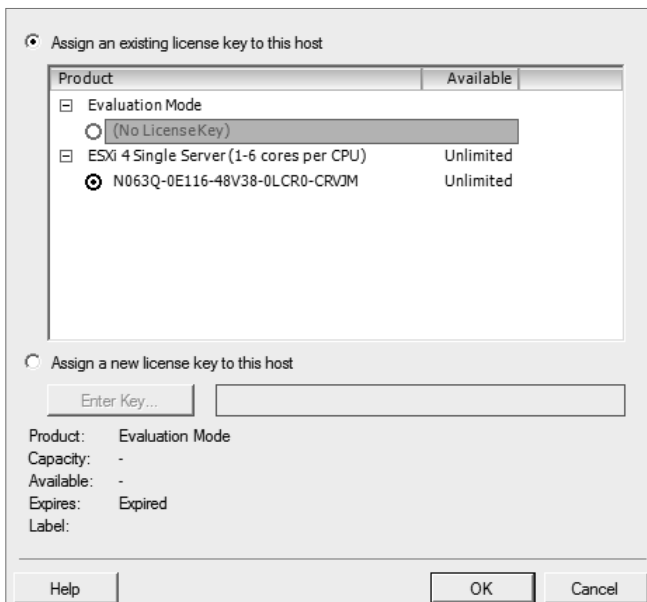 Assign an existing license key to this host
Product Available
Evaluation Mode
(No LicenseKey)
ESXi 4 Single Server (1-6 cores per CPU) Unlimited
N063Q-0E116-48V38-0LCR0-CRVJM Unlimited
Assign a new license key to this host
Enter Key...
Product: Evaluation Mode
Capacity: -
Available: -
Expires: Expired
Label:
Help OK Cancel